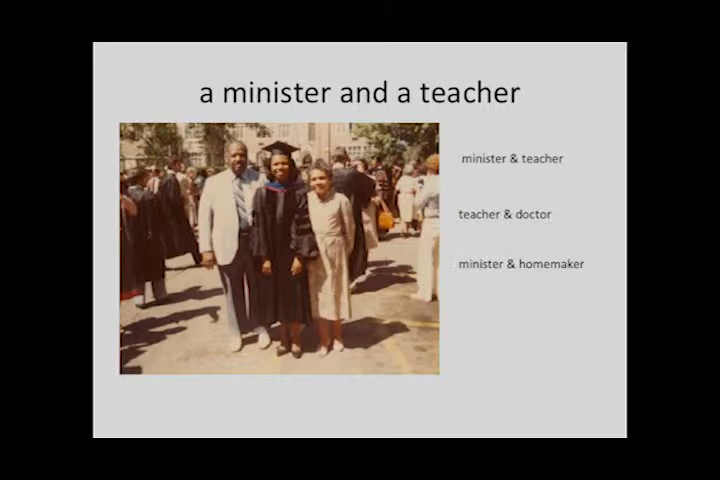 a minister and a teacher
minister & teacher
teacher & doctor
minister & homemaker